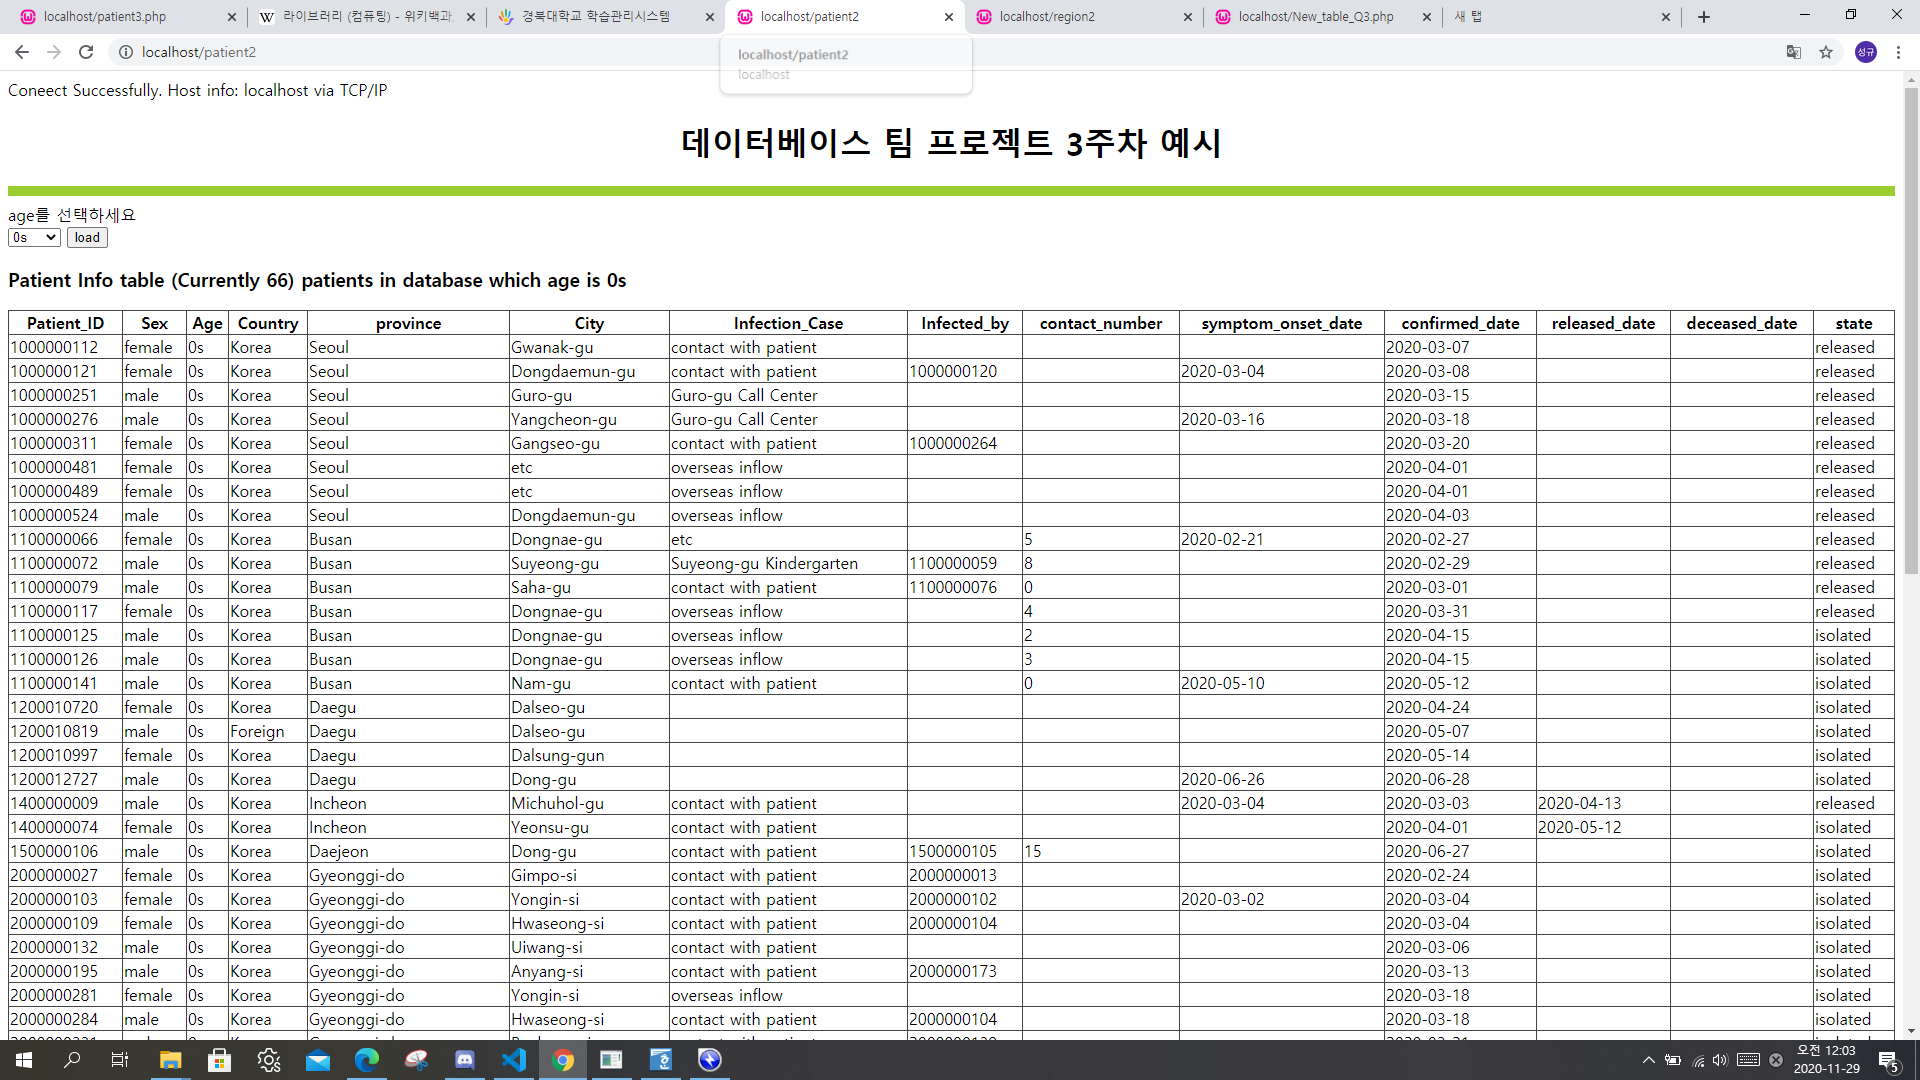 localhost/patient3.php
라이브러리 (컴퓨팅) - 위키백과
경북대학교 학습관리시스템
localhost/patient2
localhost/region2
localhost/New_table_Q3.php
새 탭
localhost/patient2
성규
localhost/patient2
localhost
Coneect Successfully. Host info: localhost via TCP/IP
데이터베이스 팀 프로젝트 3주차 예시
age를 선택하세요
0s load
Patient Info table (Currently 66) patients in database which age is 0s
Patient_ID Sex Age Country province City Infection_Case Infected_by contact_number symptom_onset_date confirmed_date released_date deceased_date state
1000000112 female 0s Korea Seoul Gwanak-gu contact with patient 2020-03-07 released
1000000121 female 0s Korea Seoul Dongdaemun-gu contact with patient 1000000120 2020-03-04 2020-03-08 released
1000000251 male 0s Korea Seoul Guro-gu Guro-gu Call Center 2020-03-15 released
1000000276 male 0s Korea Seoul Yangcheon-gu Guro-gu Call Center 2020-03-16 2020-03-18 released
1000000311 female 0s Korea Seoul Gangseo-gu contact with patient 1000000264 2020-03-20 released
1000000481 female 0s Korea Seoul etc overseas inflow 2020-04-01 released
1000000489 female 0s Korea Seoul etc overseas inflow 2020-04-01 released
1000000524 male 0s Korea Seoul Dongdaemun-gu overseas inflow 2020-04-03 released
1100000066 female 0s Korea Busan Dongnae-gu etc 5 2020-02-21 2020-02-27 released
1100000072 male 0s Korea Busan Suyeong-gu Suyeong-gu Kindergarten 1100000059 8 2020-02-29 released
1100000079 male 0s Korea Busan Saha-gu contact with patient 1100000076 0 2020-03-01 released
1100000117 female 0s Korea Busan Dongnae-gu overseas inflow 4 2020-03-31 released
1100000125 male 0s Korea Busan Dongnae-gu overseas inflow 2 2020-04-15 isolated
1100000126 male 0s Korea Busan Dongnae-gu overseas inflow 3 2020-04-15 isolated
1100000141 male 0s Korea Busan Nam-gu contact with patient 0 2020-05-10 2020-05-12 isolated
1200010720 female 0s Korea Daegu Dalseo-gu 2020-04-24 isolated
1200010819 male 0s Foreign Daegu Dalseo-gu 2020-05-07 isolated
1200010997 female 0s Korea Daegu Dalsung-gun 2020-05-14 isolated
1200012727 male 0s Korea Daegu Dong-gu 2020-06-26 2020-06-28 isolated
1400000009 male 0s Korea Incheon Michuhol-gu contact with patient 2020-03-04 2020-03-03 2020-04-13 released
1400000074 female 0s Korea Incheon Yeonsu-gu contact with patient 2020-04-01 2020-05-12 isolated
1500000106 male 0s Korea Daejeon Dong-gu contact with patient 1500000105 15 2020-06-27 isolated
2000000027 female 0s Korea Gyeonggi-do Gimpo-si contact with patient 2000000013 2020-02-24 isolated
2000000103 female 0s Korea Gyeonggi-do Yongin-si contact with patient 2000000102 2020-03-02 2020-03-04 isolated
2000000109 female 0s Korea Gyeonggi-do Hwaseong-si contact with patient 2000000104 2020-03-04 isolated
2000000132 male 0s Korea Gyeonggi-do Uiwang-si contact with patient 2020-03-06 isolated
2000000195 male 0s Korea Gyeonggi-do Anyang-si contact with patient 2000000173 2020-03-13 isolated
2000000281 female 0s Korea Gyeonggi-do Yongin-si overseas inflow 2020-03-18 isolated
2000000284 male 0s Korea Gyeonggi-do Hwaseong-si contact with patient 2000000104 2020-03-18 isolated
오전 12:03
2020-11-29
5